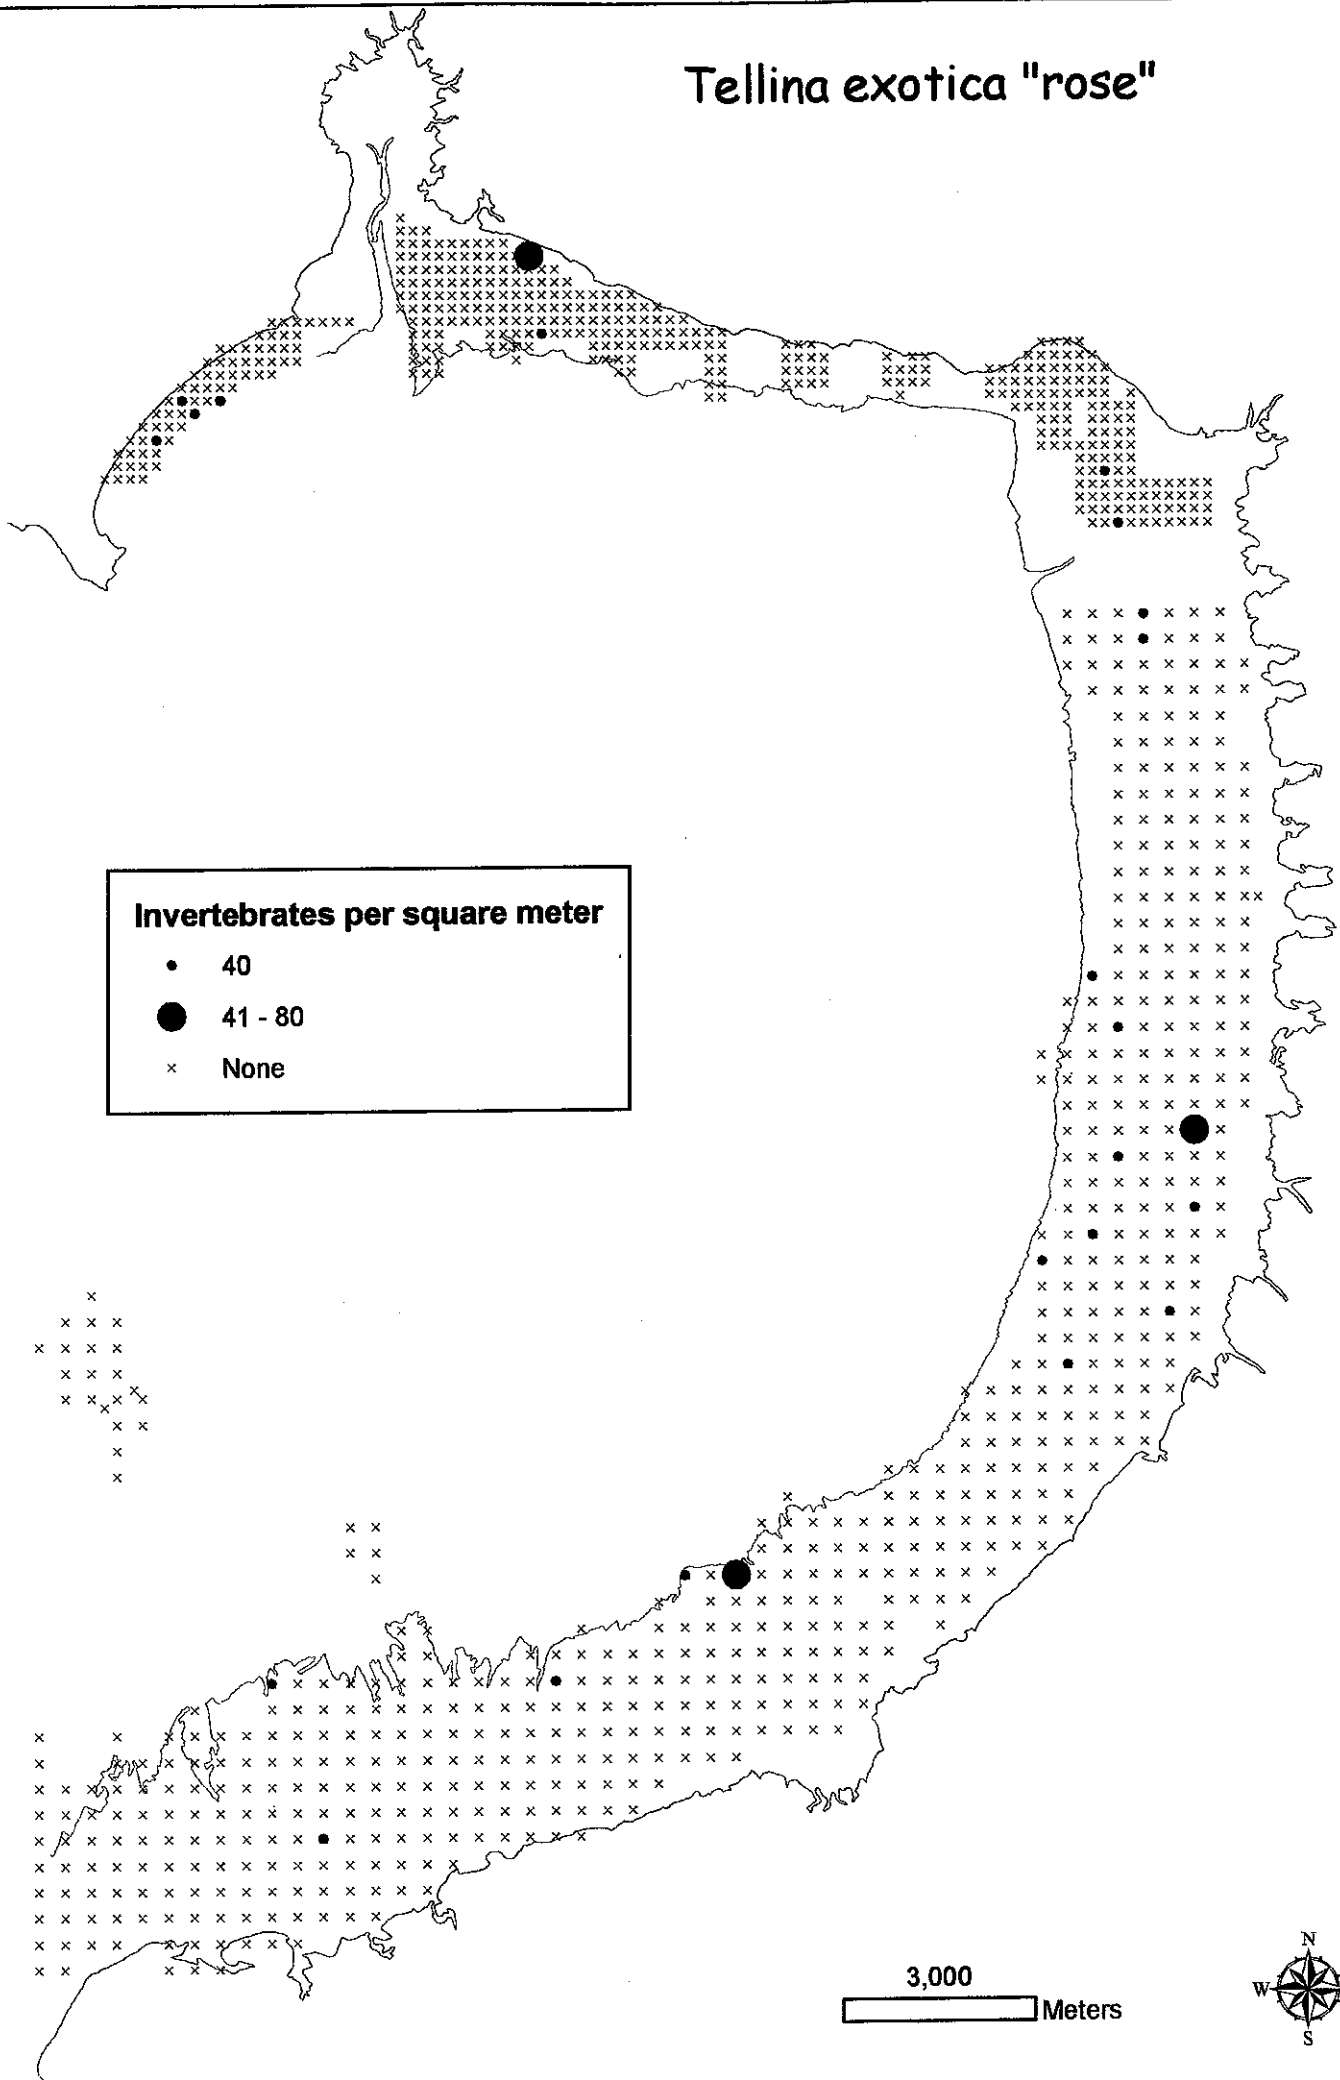 Tellina exotica "rose"
Invertebrates per square meter
40
41 - 80
None
3,000
Meters
N
W
S